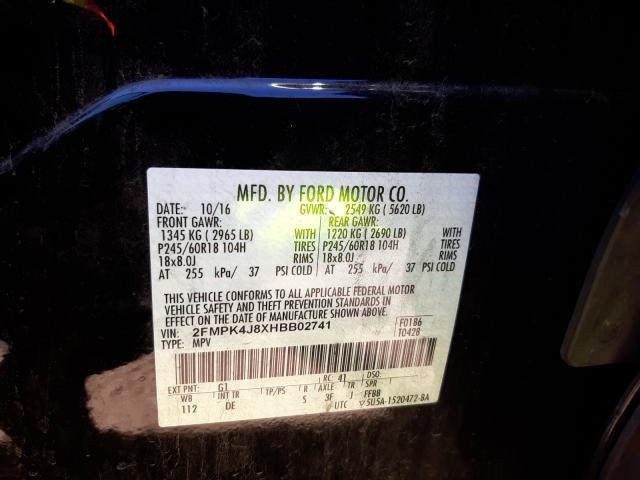 MFD. BY FORD MOTOR CO.
DATE: 10/16 GVWR: 2549 KG ( 5620 LB)
FRONT GAWR: REAR GAWR:
1345 KG ( 2965 LB) WITH 1220 KG ( 2690 LB) WITH
P245/60R18 104H TIRES P245/60R18 104H TIRES
18x8.0J RIMS 18x8.0J RIMS
AT 255 kPa/ 37 PSI COLD AT 255 kPa/ 37 PSI COLD
THIS VEHICLE CONFORMS TO ALL APPLICABLE FEDERAL MOTOR
VEHICLE SAFETY AND THEFT PREVENTION STANDARDS IN
EFFECT ON THE DATE OF MANUFACTURE SHOWN ABOVE.
VIN: 2FMPK4J8XHBB02741 F0186
TYPE: MPV T0428
EXT PNT: G1 RC: 41 DSO:
WB INT TR TP/PS R AXLE TR SPR
112 DE S 3F J FFBB
UTC 5U5A-1520472-BA